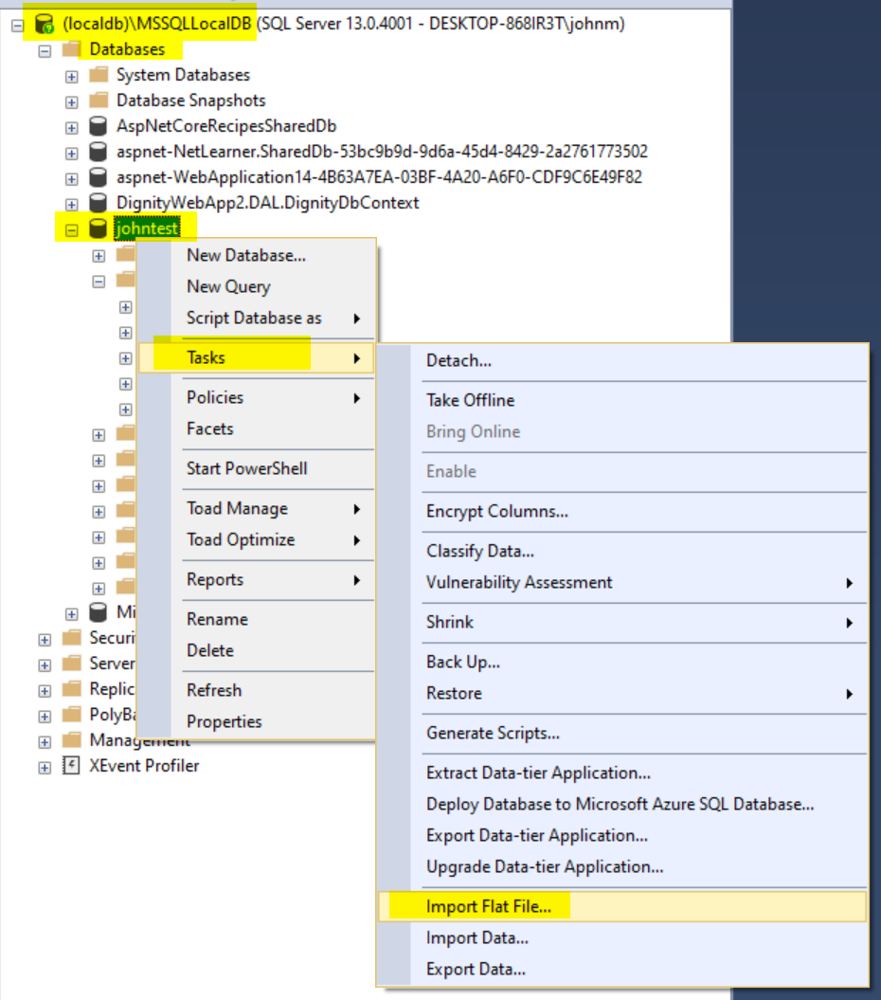 (localdb)\MSSQLLocalDB (SQL Server 13.0.4001 - DESKTOP-868IR3T\johnm)
Databases
System Databases
Database Snapshots
AspNetCoreRecipesSharedDb
aspnet-NetLearner.SharedDb-53bc9b9d-9d6a-45d4-8429-2a2761773502
aspnet-WebApplication14-4B63A7EA-03BF-4A20-A6F0-CDF9C6E49F82
DignityWebApp2.DAL.DignityDbContext
johntest
New Database...
New Query
Script Database as
Tasks
Policies
Facets
Start PowerShell
Toad Manage
Toad Optimize
Reports
Rename
Delete
Refresh
Properties
Detach...
Take Offline
Bring Online
Enable
Encrypt Columns...
Classify Data...
Vulnerability Assessment
Shrink
Back Up...
Restore
Generate Scripts...
Extract Data-tier Application...
Deploy Database to Microsoft Azure SQL Database...
Export Data-tier Application...
Upgrade Data-tier Application...
Import Flat File...
Import Data...
Export Data...
Mi
Securi
Server
Replic
PolyBa
Management
XEvent Profiler